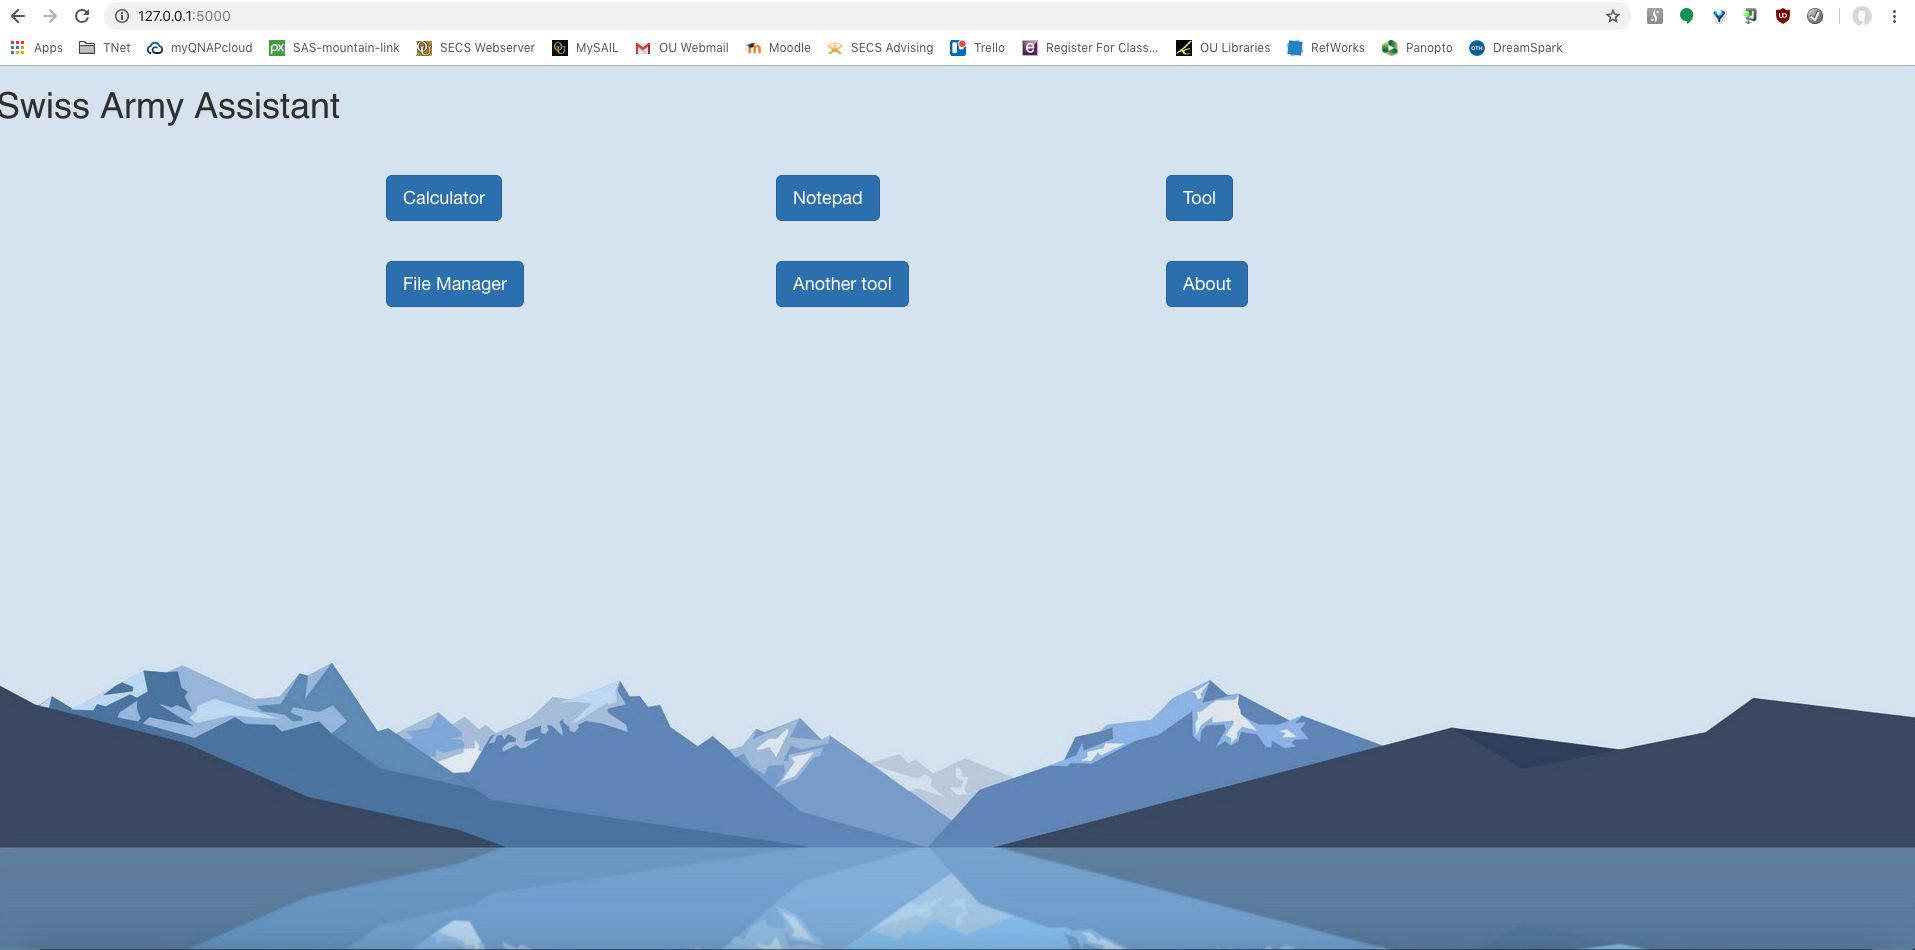 127.0.0.1:5000
Apps TNet myQNAPcloud SAS-mountain-link SECS Webserver MySAIL OU Webmail Moodle SECS Advising Trello Register For Class... OU Libraries RefWorks Panopto DreamSpark
Swiss Army Assistant
Calculator Notepad Tool
File Manager Another tool About